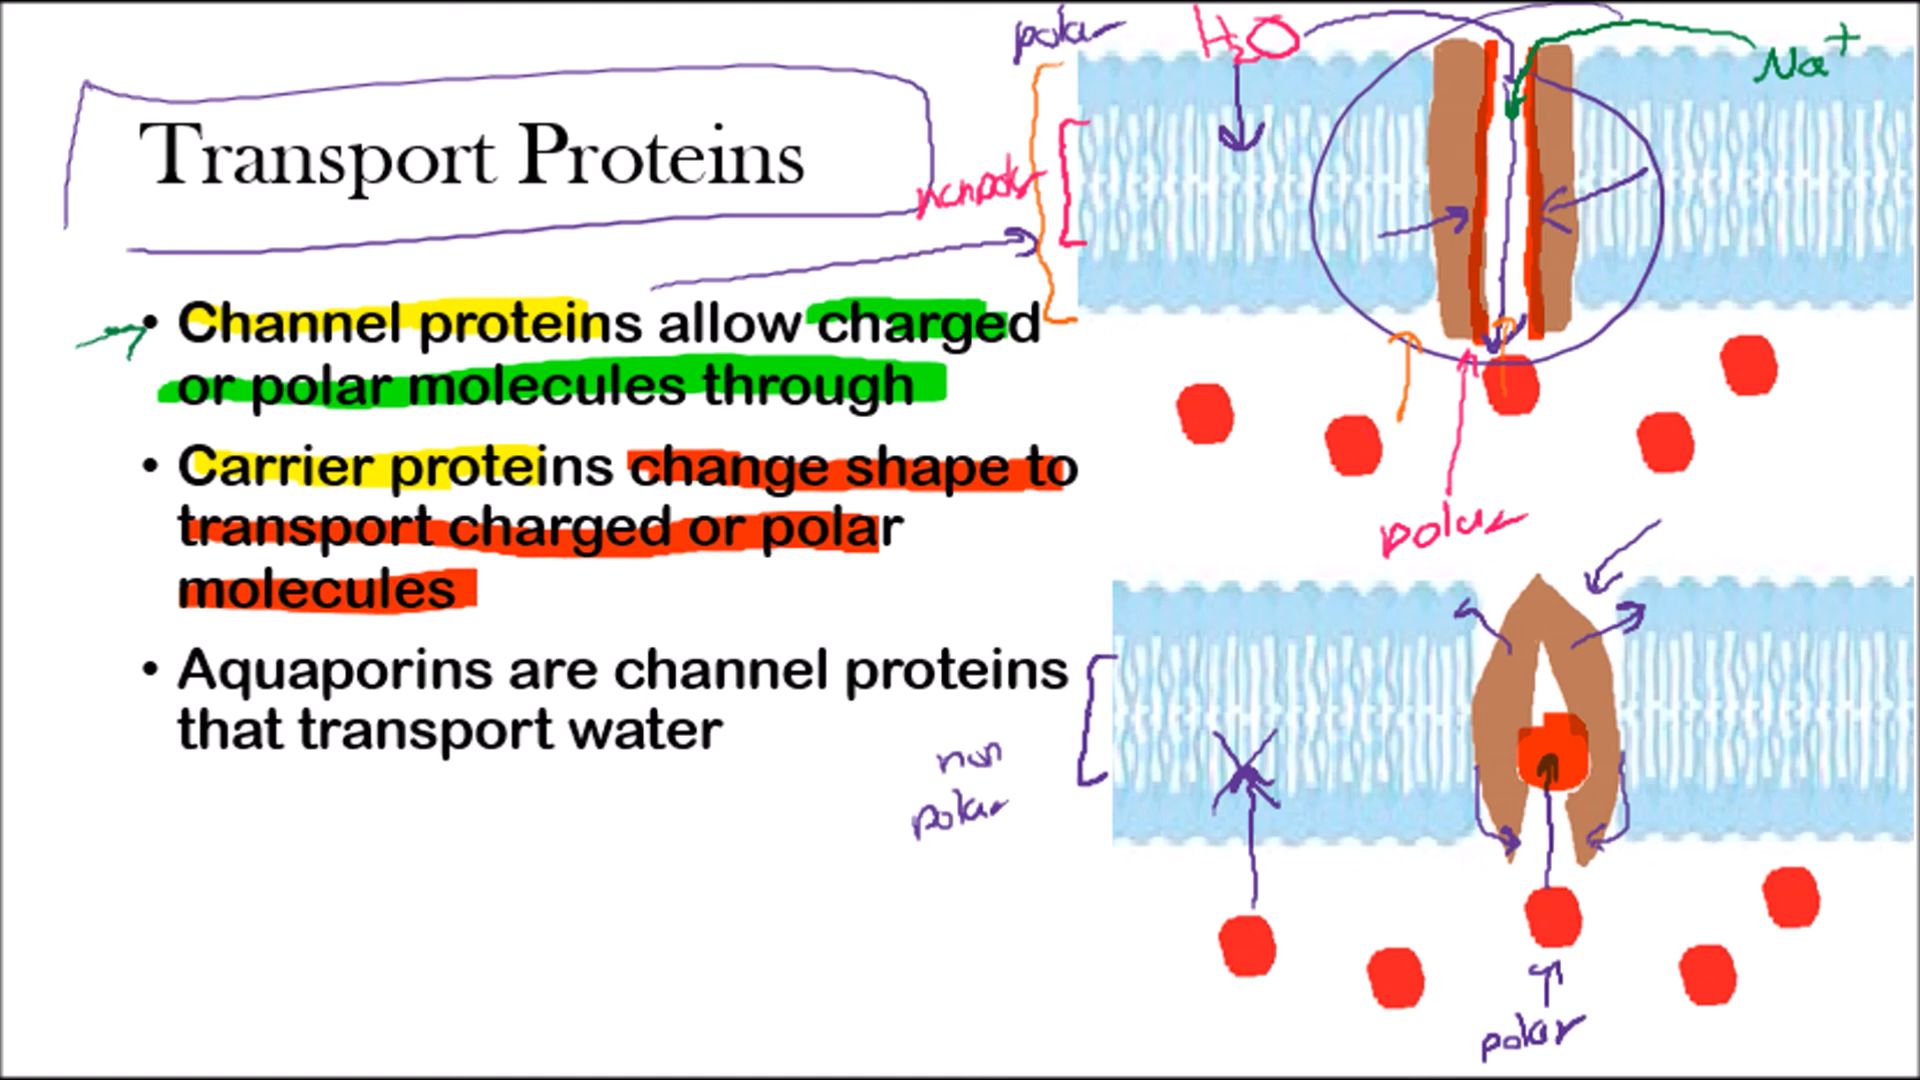 polar
H₂O
Na⁺
Transport Proteins
nonpolar
• Channel proteins allow charged
or polar molecules through
• Carrier proteins change shape to
transport charged or polar
molecules
polar
• Aquaporins are channel proteins
that transport water
non
polar
polar